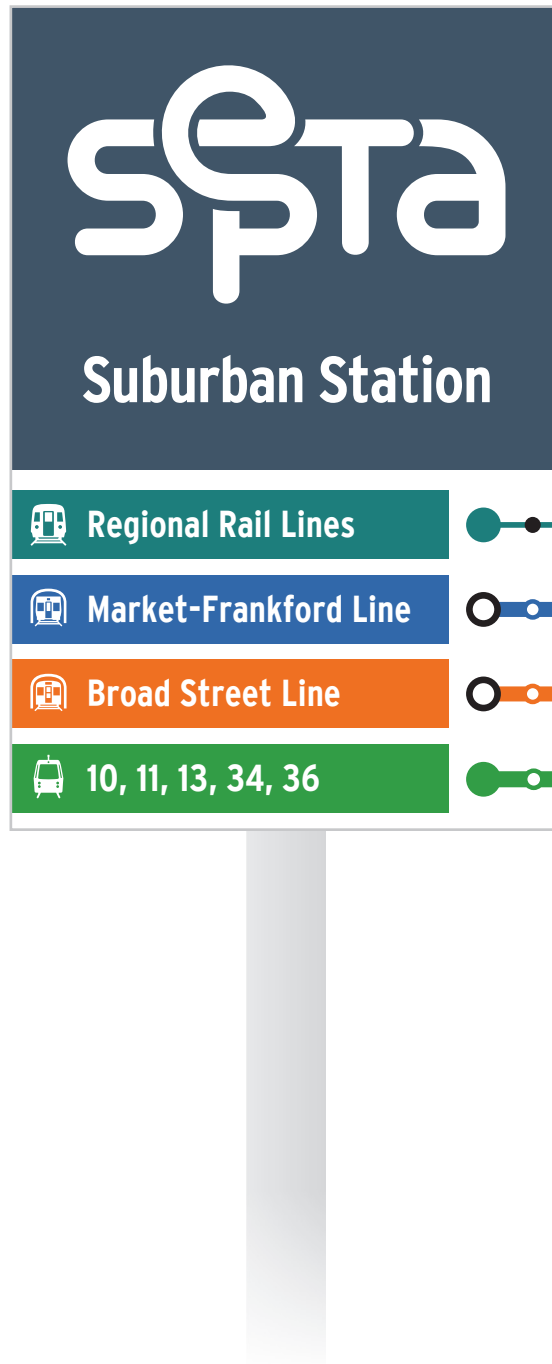 septa
Suburban Station
Regional Rail Lines
Market-Frankford Line
Broad Street Line
10, 11, 13, 34, 36